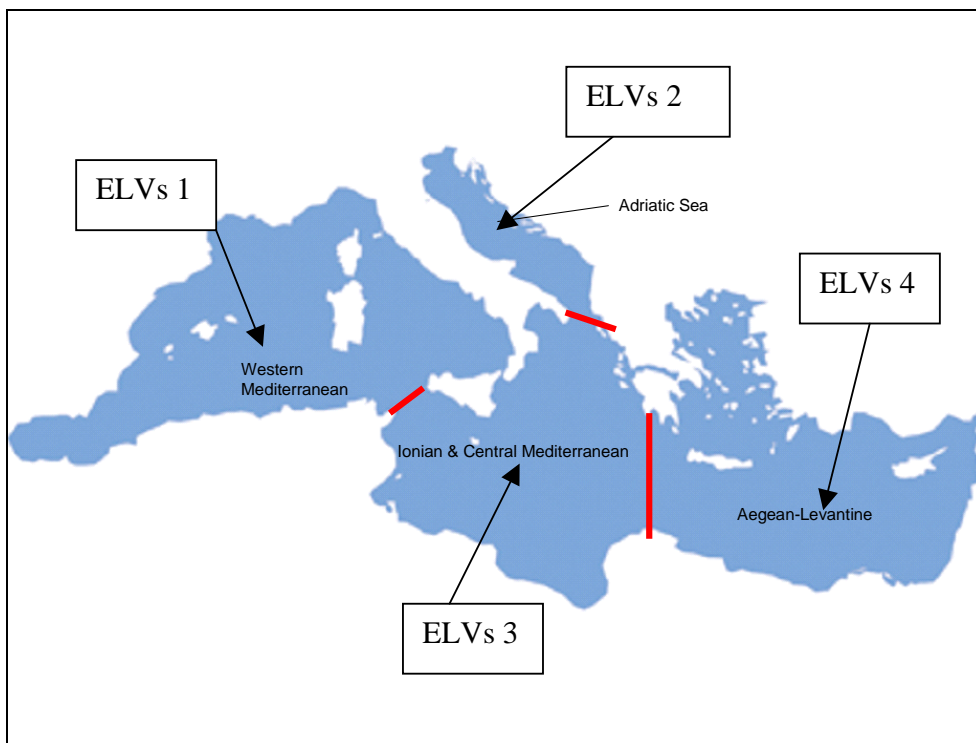 ELVs 2
ELVs 1
Adriatic Sea
ELVs 4
Western
Mediterranean
Ionian & Central Mediterranean
Aegean-Levantine
ELVs 3